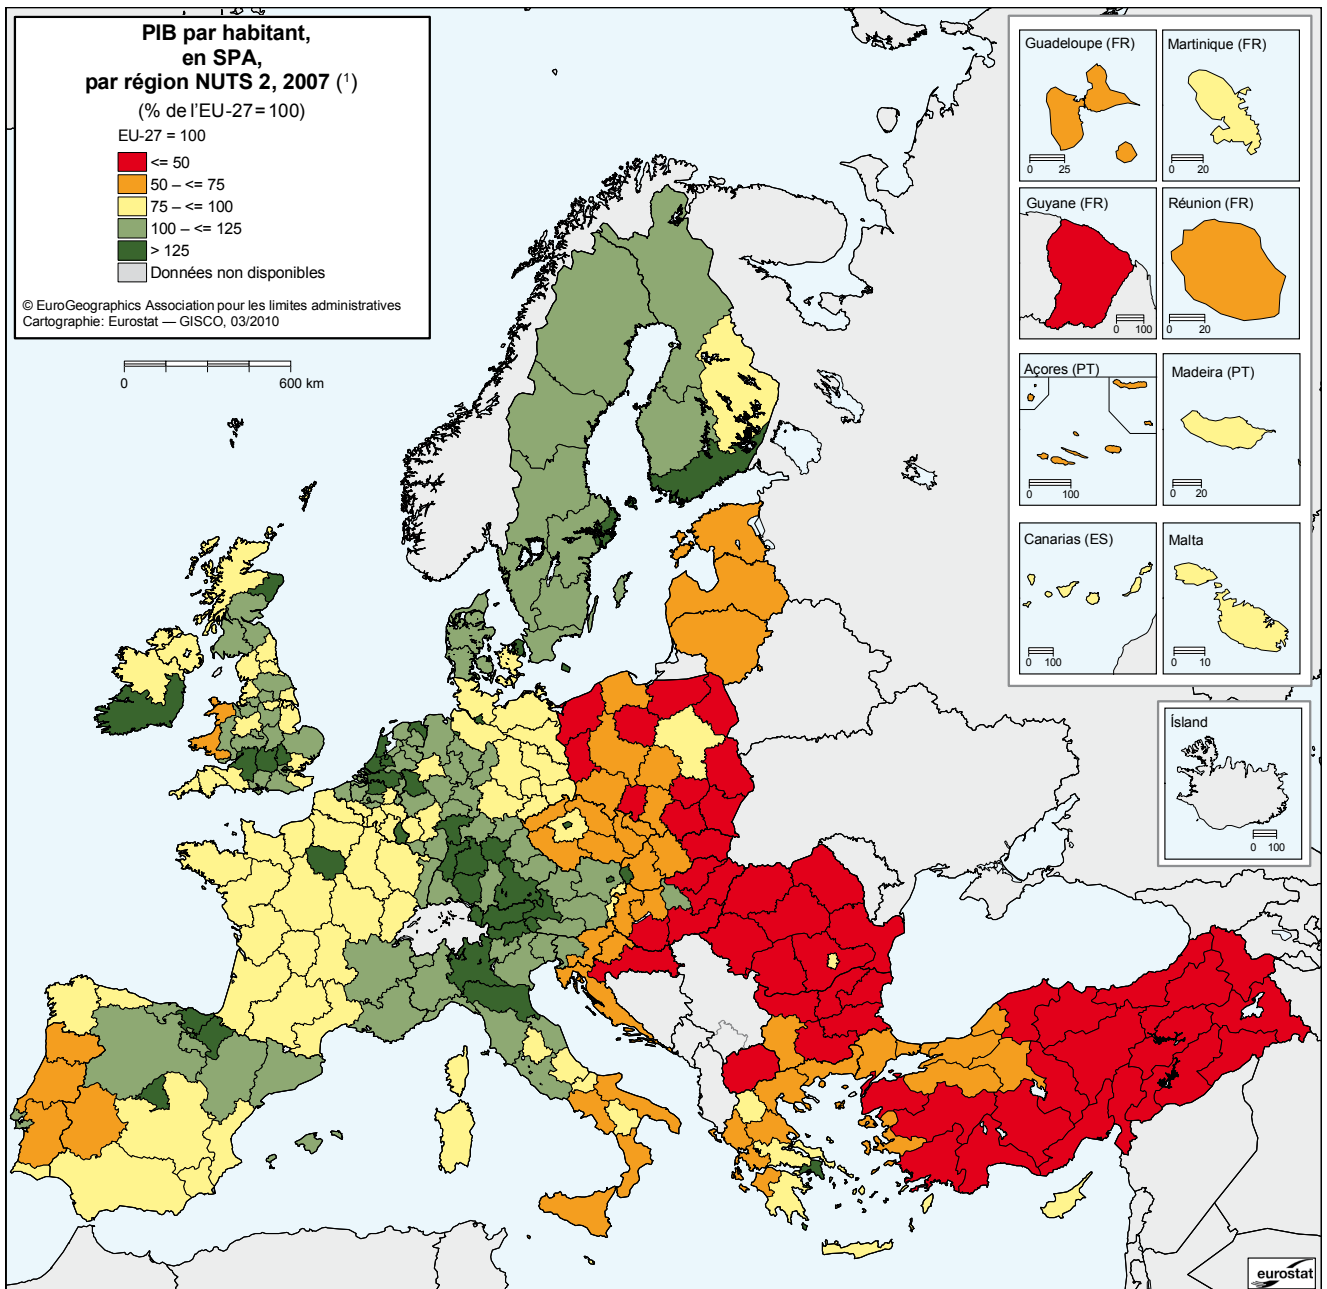 PIB par habitant,
en SPA,
par région NUTS 2, 2007 (¹)
(% de l'EU-27 = 100)
EU-27 = 100
<= 50
50 – <= 75
75 – <= 100
100 – <= 125
> 125
Données non disponibles
© EuroGeographics Association pour les limites administratives
Cartographie: Eurostat — GISCO, 03/2010
0 600 km
Guadeloupe (FR)
0 25
Martinique (FR)
0 20
Guyane (FR)
0 100
Réunion (FR)
0 20
Açores (PT)
0 100
Madeira (PT)
0 20
Canarias (ES)
0 100
Malta
0 10
Ísland
0 100
eurostat